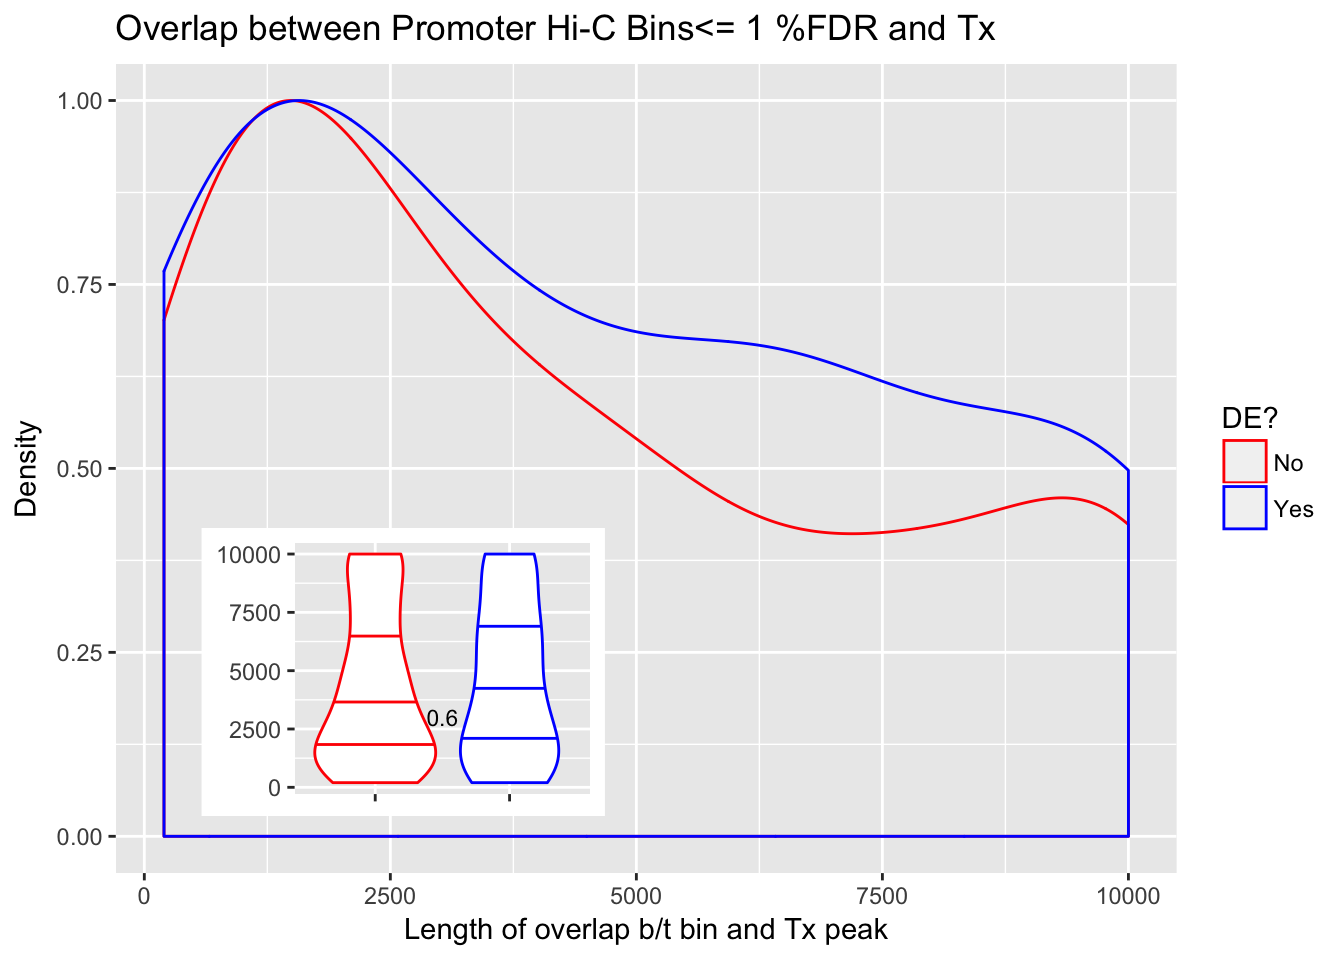 Overlap between Promoter Hi-C Bins<= 1 %FDR and Tx
Density
1.00
0.75
0.50
0.25
0.00
0
2500
5000
7500
10000
Length of overlap b/t bin and Tx peak
10000
7500
5000
2500
0
0.6
DE?
No
Yes